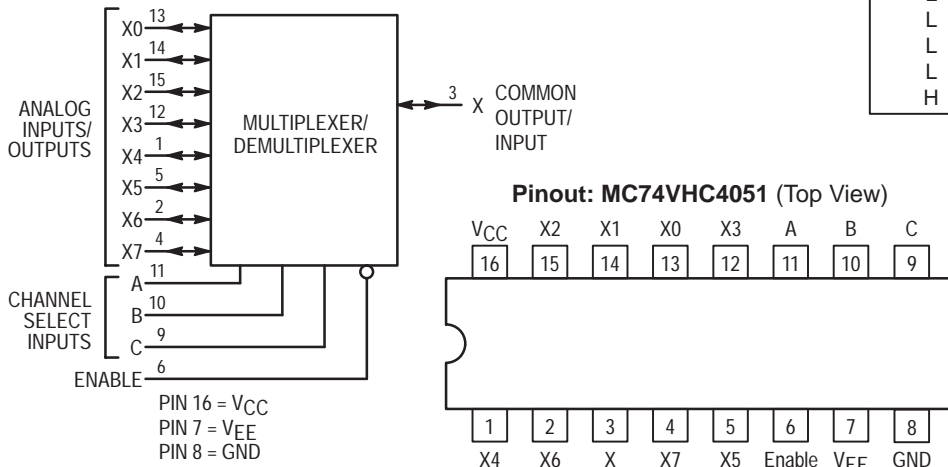 X0 13
X1 14
X2 15
X3 12
X4 1
X5 5
X6 2
X7 4
ANALOG
INPUTS/
OUTPUTS
MULTIPLEXER/
DEMULTIPLEXER
3 X COMMON
OUTPUT/
INPUT
CHANNEL
SELECT
INPUTS
A 11
B 10
C 9
ENABLE 6
PIN 16 = VCC
PIN 7 = VEE
PIN 8 = GND
L
L
L
H
Pinout: MC74VHC4051 (Top View)
VCC X2 X1 X0 X3 A B C
16 15 14 13 12 11 10 9
1 2 3 4 5 6 7 8
X4 X6 X X7 X5 Enable VEE GND